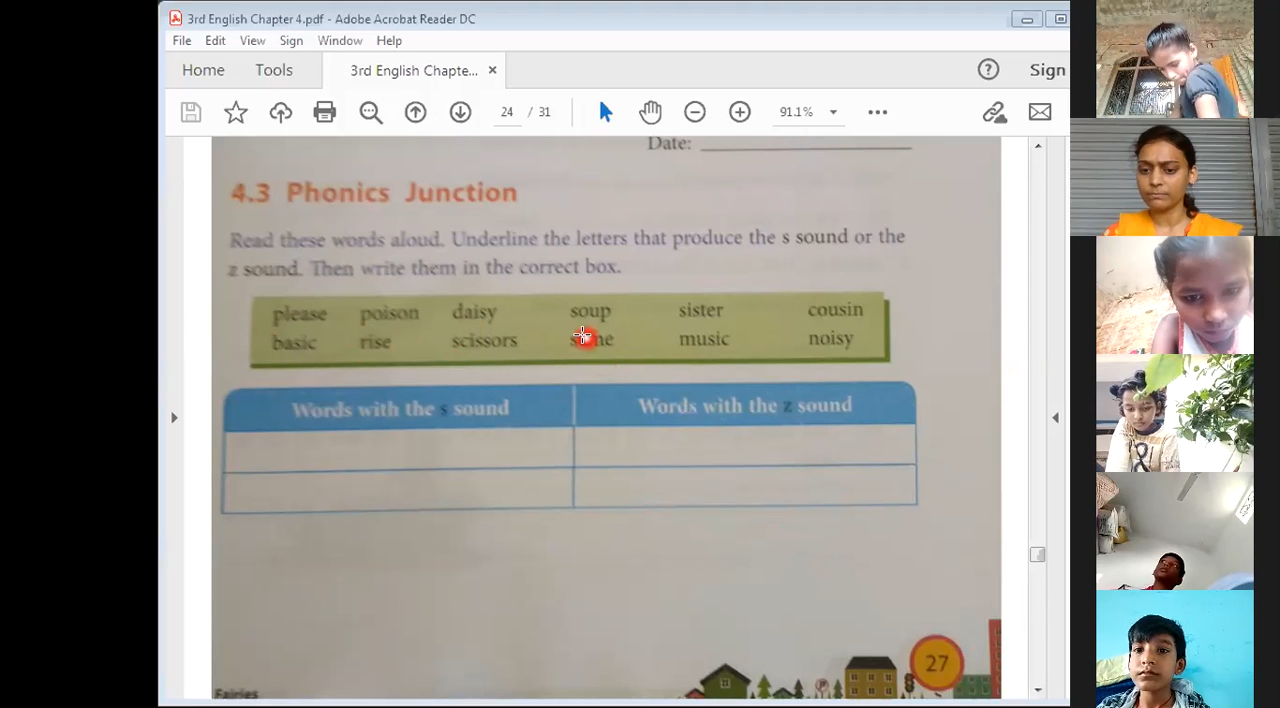 3rd English Chapter 4.pdf - Adobe Acrobat Reader DC
File Edit View Sign Window Help
Home Tools 3rd English Chapte... × Sign
24 / 31 91.1%
Date:
4.3 Phonics Junction
Read these words aloud. Underline the letters that produce the s sound or the
z sound. Then write them in the correct box.
please poison daisy soup sister cousin
basic rise scissors music noisy
Words with the s sound Words with the z sound
27
Fairies